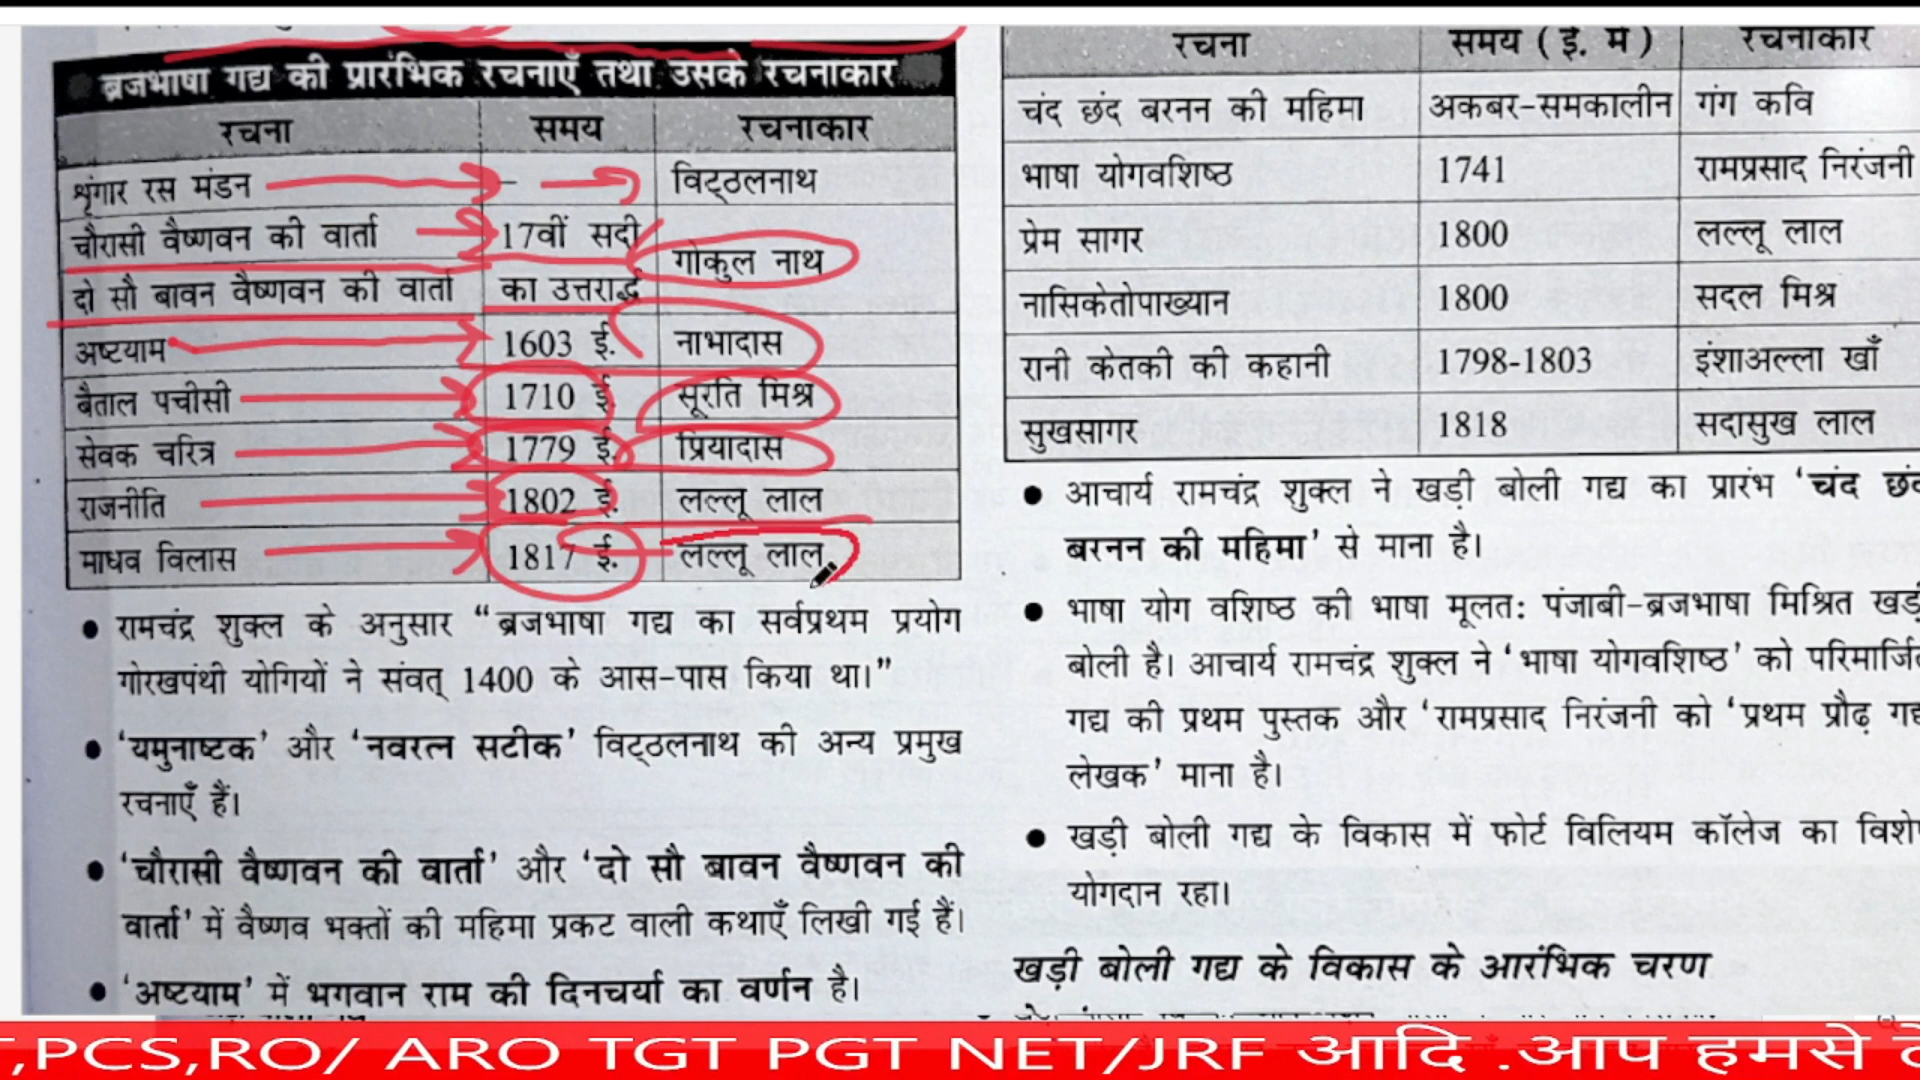 ब्रजभाषा गद्य की प्रारंभिक रचनाएँ तथा उसके रचनाकार
रचना समय रचनाकार
शृंगार रस मंडन – विट्ठलनाथ
चौरासी वैष्णवन की वार्ता 17वीं सदी
गोकुल नाथ
दो सौ बावन वैष्णवन की वार्ता का उत्तरार्द्ध
अष्टयाम 1603 ई. नाभादास
बैताल पचीसी 1710 ई. सूरति मिश्र
सेवक चरित्र 1779 ई. प्रियादास
राजनीति 1802 ई. लल्लू लाल
माधव विलास 1817 ई. लल्लू लाल
● रामचंद्र शुक्ल के अनुसार “ब्रजभाषा गद्य का सर्वप्रथम प्रयोग
गोरखपंथी योगियों ने संवत् 1400 के आस-पास किया था।”
● ‘यमुनाष्टक’ और ‘नवरत्न सटीक’ विट्ठलनाथ की अन्य प्रमुख
रचनाएँ हैं।
● ‘चौरासी वैष्णवन की वार्ता’ और ‘दो सौ बावन वैष्णवन की
वार्ता’ में वैष्णव भक्तों की महिमा प्रकट वाली कथाएँ लिखी गई हैं।
● ‘अष्टयाम’ में भगवान राम की दिनचर्या का वर्णन है।
रचना समय (ई. में) रचनाकार
चंद छंद बरनन की महिमा अकबर-समकालीन गंग कवि
भाषा योगवशिष्ठ 1741 रामप्रसाद निरंजनी
प्रेम सागर 1800 लल्लू लाल
नासिकेतोपाख्यान 1800 सदल मिश्र
रानी केतकी की कहानी 1798-1803 इंशाअल्ला खाँ
सुखसागर 1818 सदासुख लाल
● आचार्य रामचंद्र शुक्ल ने खड़ी बोली गद्य का प्रारंभ ‘चंद छंद
बरनन की महिमा’ से माना है।
● भाषा योग वशिष्ठ की भाषा मूलत: पंजाबी-ब्रजभाषा मिश्रित खड़ी
बोली है। आचार्य रामचंद्र शुक्ल ने ‘भाषा योगवशिष्ठ’ को परिमार्जित
गद्य की प्रथम पुस्तक और ‘रामप्रसाद निरंजनी को ‘प्रथम प्रौढ़ गद्य
लेखक’ माना है।
● खड़ी बोली गद्य के विकास में फोर्ट विलियम कॉलेज का विशे
योगदान रहा।
खड़ी बोली गद्य के विकास के आरंभिक चरण
,PCS,RO/ ARO TGT PGT NET/JRF आदि .आप हमसे